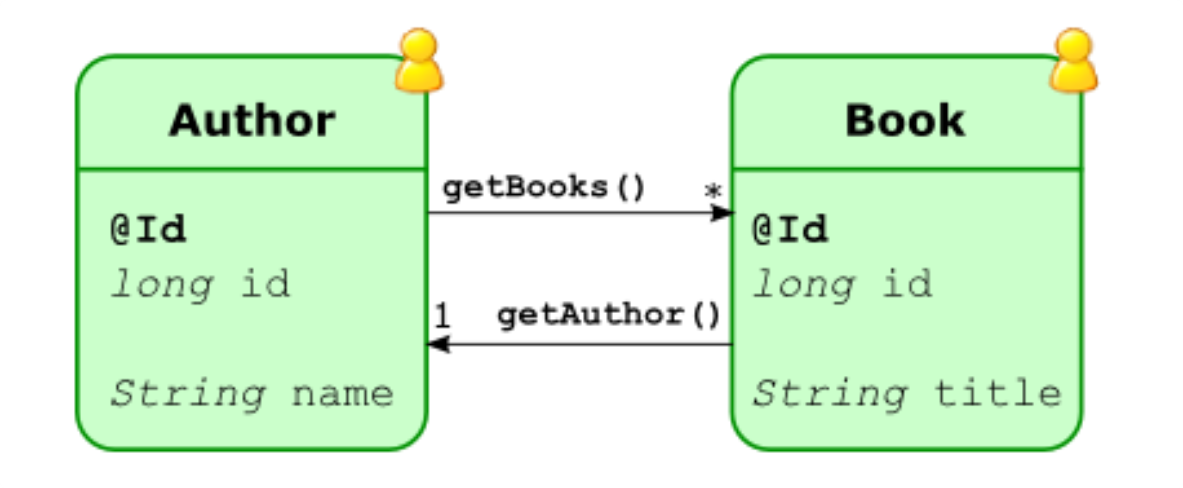 Author
@Id
long id
String name
getBooks() *
1 getAuthor()
Book
@Id
long id
String title